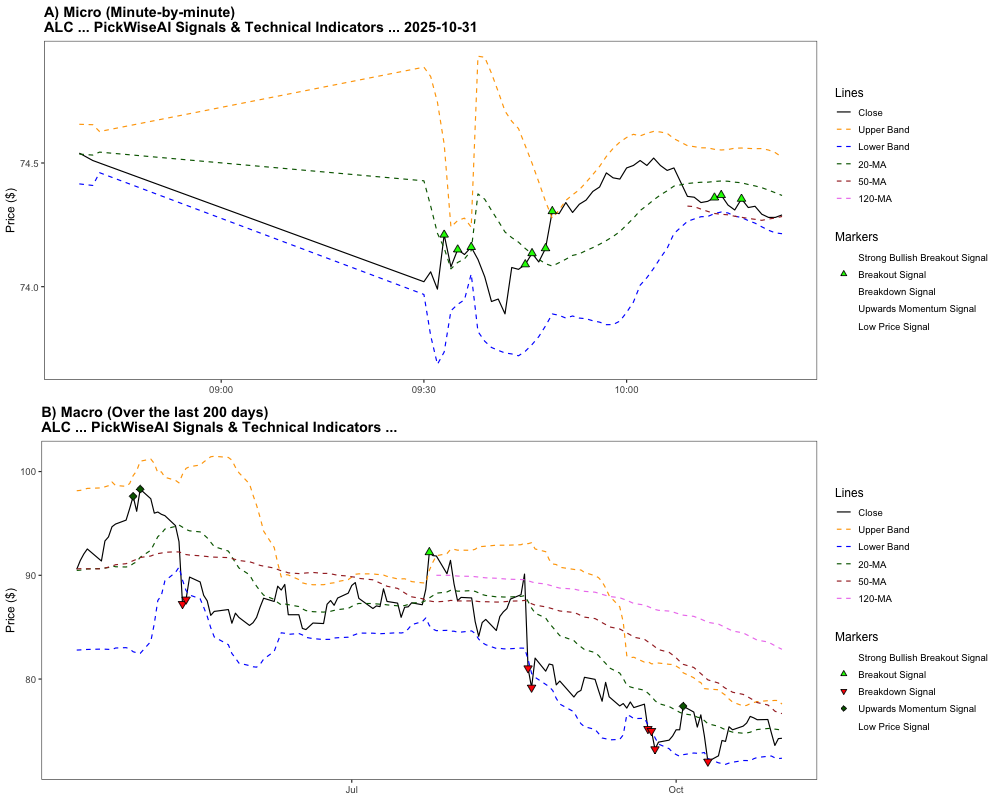 A) Micro (Minute-by-minute)
ALC ... PickWiseAI Signals & Technical Indicators ... 2025-10-31
Price ($)
74.5
74.0
09:00
09:30
10:00
Lines
Close
Upper Band
Lower Band
20-MA
50-MA
120-MA
Markers
Strong Bullish Breakout Signal
Breakout Signal
Breakdown Signal
Upwards Momentum Signal
Low Price Signal
B) Macro (Over the last 200 days)
ALC ... PickWiseAI Signals & Technical Indicators ...
Price ($)
100
90
80
Jul
Oct
Lines
Close
Upper Band
Lower Band
20-MA
50-MA
120-MA
Markers
Strong Bullish Breakout Signal
Breakout Signal
Breakdown Signal
Upwards Momentum Signal
Low Price Signal